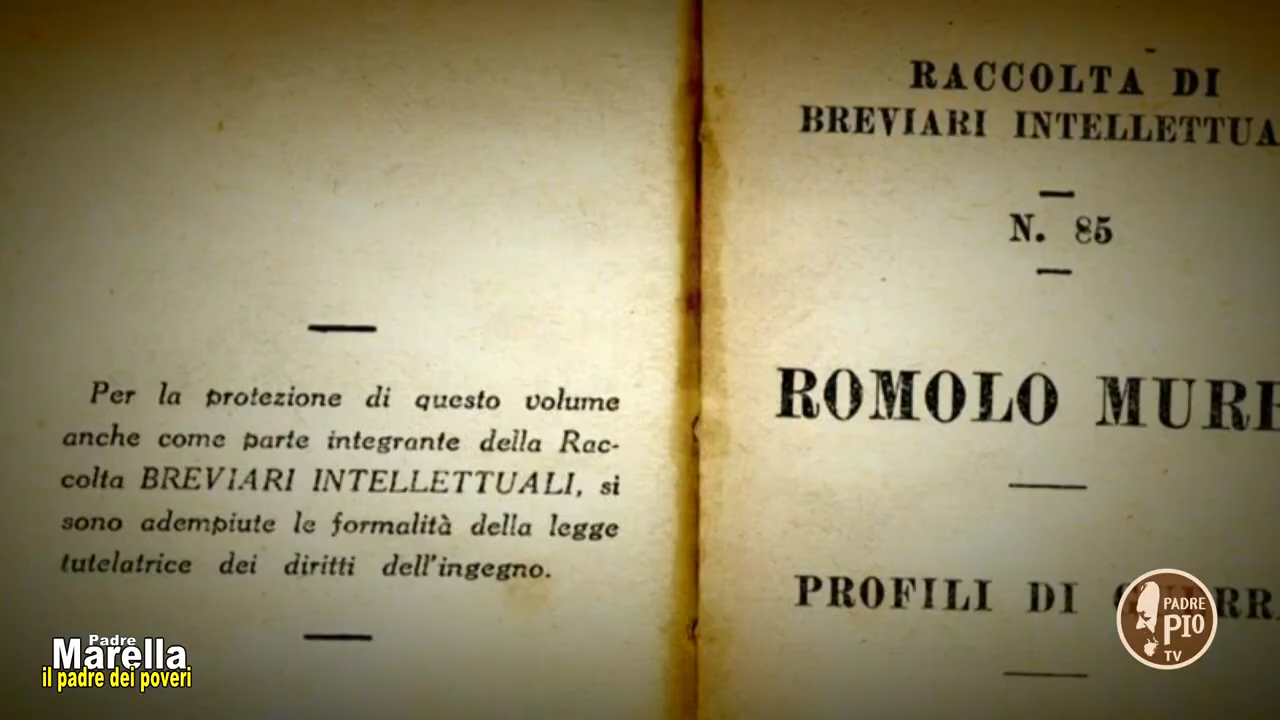 Per la protezione di questo volume
anche come parte integrante della Rac-
colta BREVIARI INTELLETTUALI, si
sono adempiute le formalità della legge
tutelatrice dei diritti dell'ingegno.
RACCOLTA DI
BREVIARI INTELLETTUA
N. 85
ROMOLO MURR
PROFILI DI
Padre
Marella
il padre dei poveri
PADRE
PIO
TV